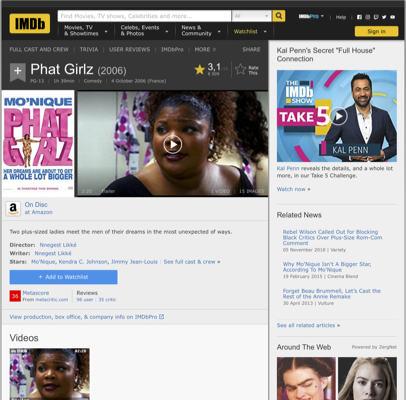 IMDb
Find Movies, TV shows, Celebrities and more...
All
Movies, TV
& Showtimes
Celebs, Events
& Photos
News &
Community
Watchlist
IMDbPro
Help
Sign in
FULL CAST AND CREW
TRIVIA
USER REVIEWS
IMDbPro
MORE
SHARE
Phat Girlz (2006)
3,1
Rate
This
PG-13
1h 39min
Comedy
4 October 2006 (France)
MO'NIQUE
PHAT
GIRLZ
HER DREAMS ARE ABOUT TO GET
A WHOLE LOT BIGGER
2:20
Trailer
1 VIDEO
15 IMAGES
On Disc
at Amazon
Two plus-sized ladies meet the men of their dreams in the most unexpected of ways.
Director: Nnegest Likké
Writer: Nnegest Likké
Stars: Mo'Nique, Kendra C. Johnson, Jimmy Jean-Louis | See full cast & crew »
+ Add to Watchlist
36
Metascore
From metacritic.com
Reviews
96 user | 35 critic
View production, box office, & company info on IMDbPro
Videos
Kal Penn's Secret "Full House"
Connection
THE
IMDb
SHOW
TAKE 5
KAL PENN
Kal Penn reveals the details, and a whole lot
more, in our Take 5 Challenge.
Watch now »
Related News
Rebel Wilson Called Out for Blocking
Black Critics Over Plus-Size Rom-Com
Comment
05 November 2018 | Variety
Why Mo'Nique Isn't A Bigger Star,
According To Mo'Nique
19 February 2015 | Cinema Blend
Forget Beau Brummell, Let's Cast the
Rest of the Annie Remake
30 April 2013 | Vulture
See all related articles »
Around The Web
Powered by ZergNet